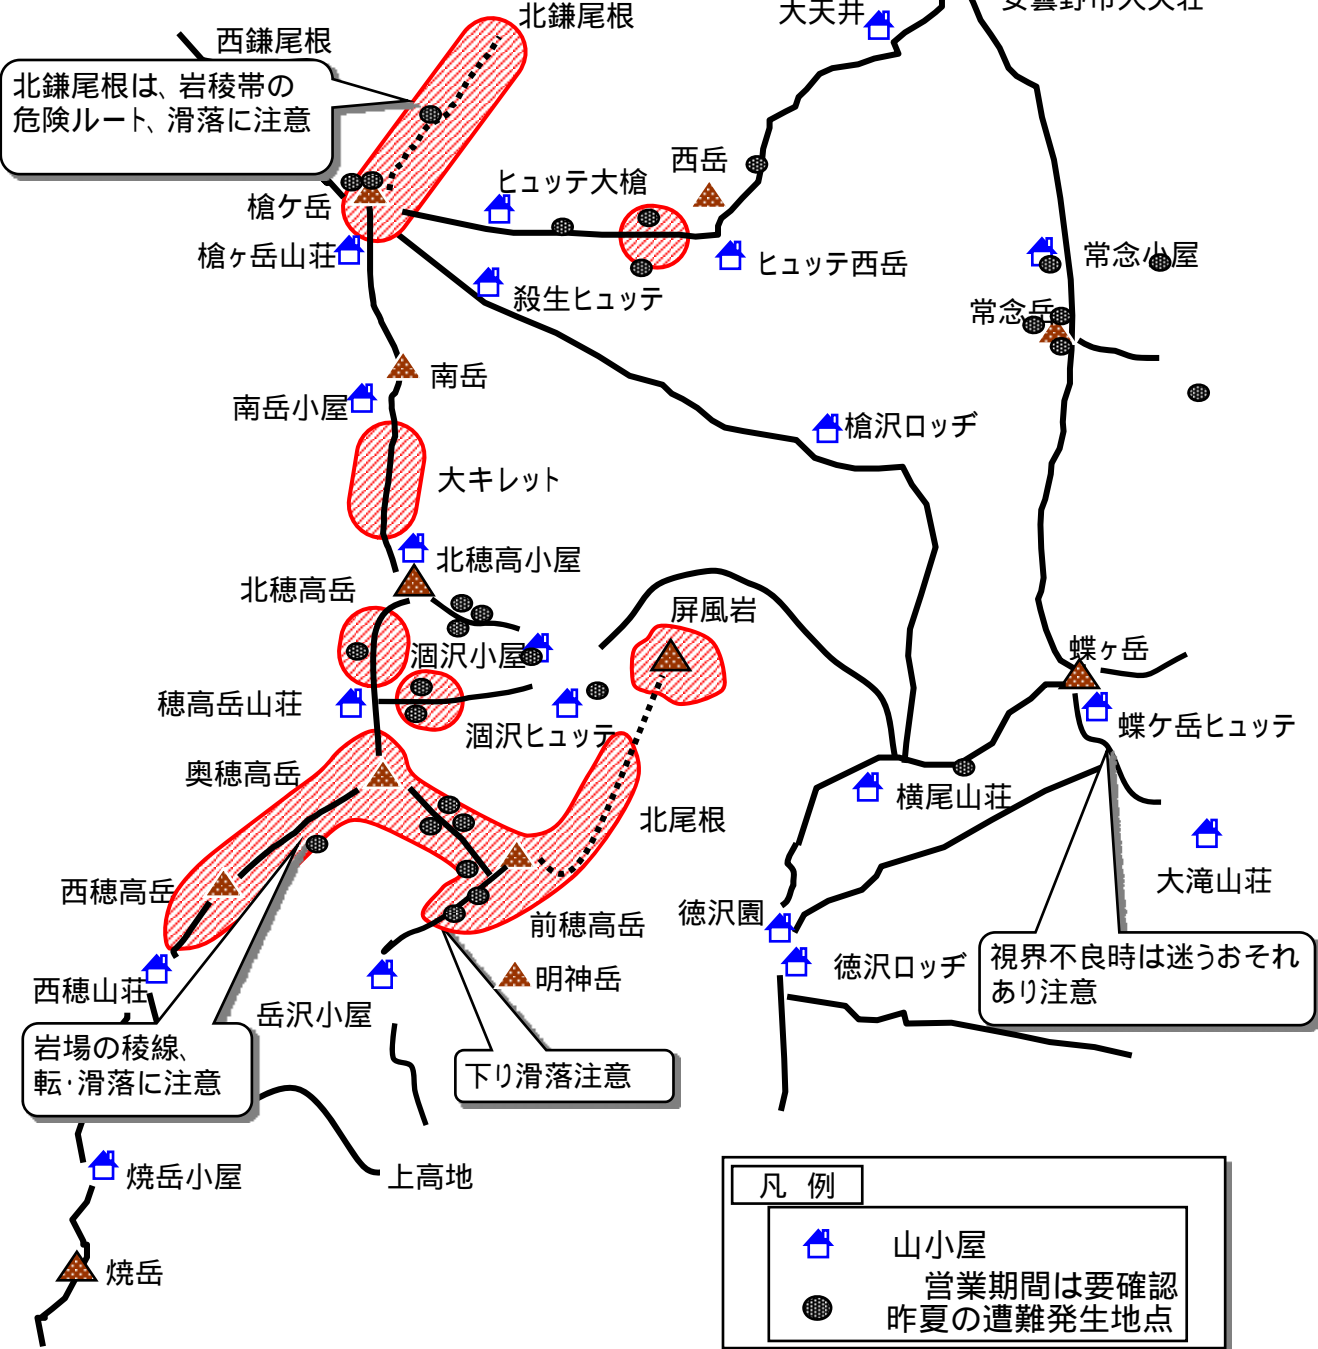 北鎌尾根
大天井
安曇野市大天荘
西鎌尾根
北鎌尾根は、岩稜帯の
危険ルート、滑落に注意
西岳
ヒュッテ大槍
槍ケ岳
槍ヶ岳山荘
ヒュッテ西岳
常念小屋
殺生ヒュッテ
常念岳
南岳
南岳小屋
槍沢ロッヂ
大キレット
北穂高小屋
北穂高岳
屏風岩
涸沢小屋
蝶ヶ岳
穂高岳山荘
蝶ケ岳ヒュッテ
涸沢ヒュッテ
奥穂高岳
横尾山荘
北尾根
大滝山荘
西穂高岳
徳沢園
前穂高岳
視界不良時は迷うおそれ
あり注意
徳沢ロッヂ
明神岳
西穂山荘
岳沢小屋
岩場の稜線、
転・滑落に注意
下り滑落注意
焼岳小屋
上高地
凡 例
山小屋
焼岳
営業期間は要確認
昨夏の遭難発生地点